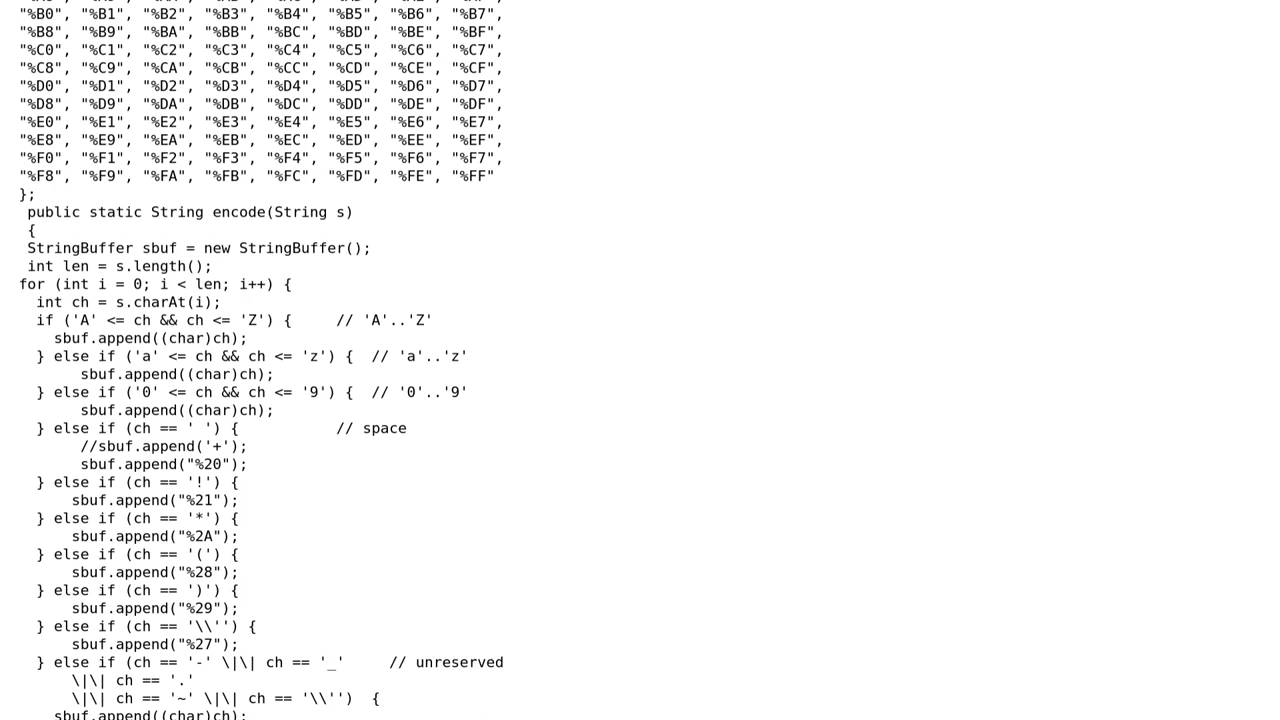 "%B0", "%B1", "%B2", "%B3", "%B4", "%B5", "%B6", "%B7",
"%B8", "%B9", "%BA", "%BB", "%BC", "%BD", "%BE", "%BF",
"%C0", "%C1", "%C2", "%C3", "%C4", "%C5", "%C6", "%C7",
"%C8", "%C9", "%CA", "%CB", "%CC", "%CD", "%CE", "%CF",
"%D0", "%D1", "%D2", "%D3", "%D4", "%D5", "%D6", "%D7",
"%D8", "%D9", "%DA", "%DB", "%DC", "%DD", "%DE", "%DF",
"%E0", "%E1", "%E2", "%E3", "%E4", "%E5", "%E6", "%E7",
"%E8", "%E9", "%EA", "%EB", "%EC", "%ED", "%EE", "%EF",
"%F0", "%F1", "%F2", "%F3", "%F4", "%F5", "%F6", "%F7",
"%F8", "%F9", "%FA", "%FB", "%FC", "%FD", "%FE", "%FF"
};
 public static String encode(String s)
 {
 StringBuffer sbuf = new StringBuffer();
 int len = s.length();
for (int i = 0; i < len; i++) {
  int ch = s.charAt(i);
  if ('A' <= ch && ch <= 'Z') {     // 'A'..'Z'
    sbuf.append((char)ch);
  } else if ('a' <= ch && ch <= 'z') {  // 'a'..'z'
       sbuf.append((char)ch);
  } else if ('0' <= ch && ch <= '9') {  // '0'..'9'
       sbuf.append((char)ch);
  } else if (ch == ' ') {           // space
       //sbuf.append('+');
       sbuf.append("%20");
  } else if (ch == '!') {
      sbuf.append("%21");
  } else if (ch == '*') {
      sbuf.append("%2A");
  } else if (ch == '(') {
      sbuf.append("%28");
  } else if (ch == ')') {
      sbuf.append("%29");
  } else if (ch == '\\'') {
      sbuf.append("%27");
  } else if (ch == '-' \|\| ch == '_'     // unreserved
      \|\| ch == '.'
      \|\| ch == '~' \|\| ch == '\\'')  {
    sbuf.append((char)ch);